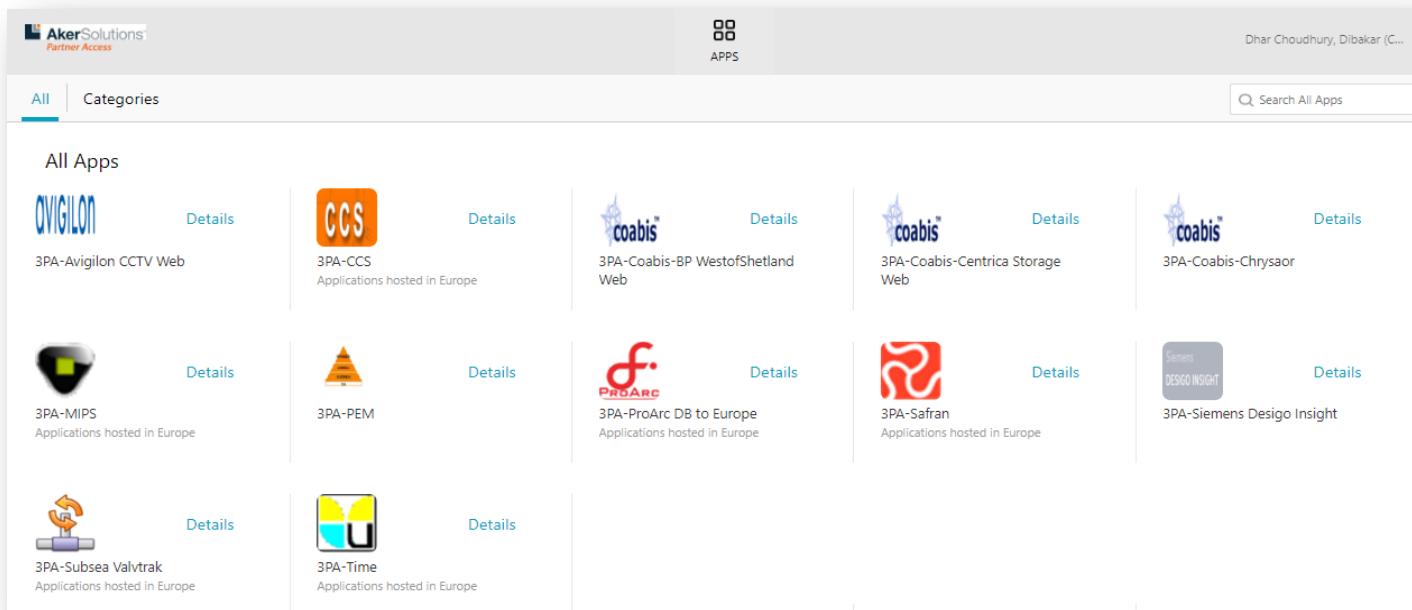 AkerSolutions
Partner Access
APPS
Dhar Choudhury, Dibakar (C...
All
Categories
Search All Apps
All Apps
avigilon
Details
3PA-Avigilon CCTV Web
CCS
Details
3PA-CCS
Applications hosted in Europe
coabis™
Details
3PA-Coabis-BP WestofShetland
Web
coabis™
Details
3PA-Coabis-Centrica Storage
Web
coabis™
Details
3PA-Coabis-Chrysaor
Details
3PA-MIPS
Applications hosted in Europe
Details
3PA-PEM
PROARC
Details
3PA-ProArc DB to Europe
Applications hosted in Europe
Details
3PA-Safran
Applications hosted in Europe
Siemens
DESIGO INSIGHT
Details
3PA-Siemens Desigo Insight
Details
3PA-Subsea Valvtrak
Applications hosted in Europe
u
Details
3PA-Time
Applications hosted in Europe